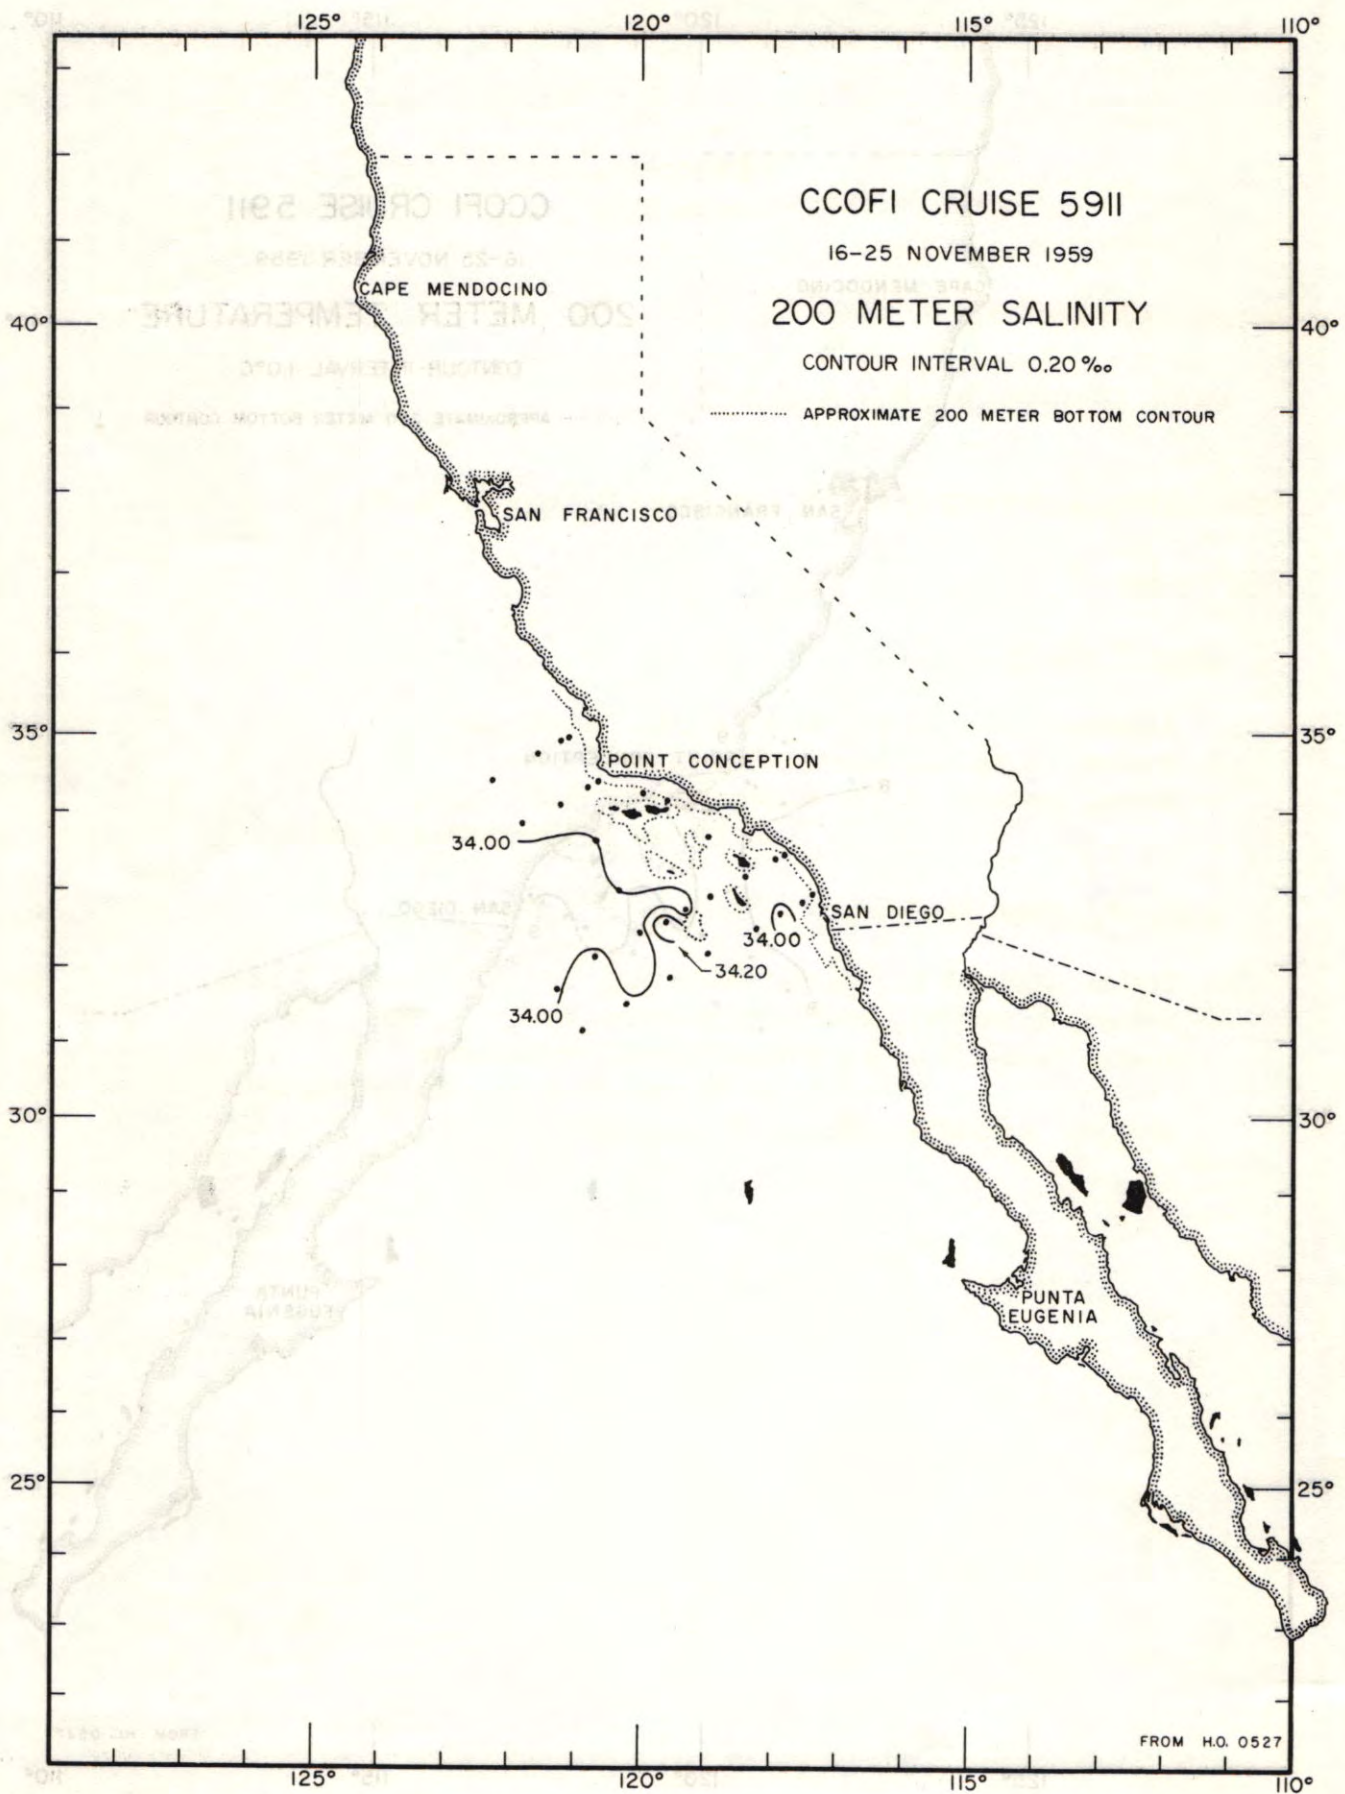 125° 120° 115° 110°
CCOFI CRUISE 5911
16-25 NOVEMBER 1959
CAPE MENDOCINO
200 METER SALINITY
40° 40°
CONTOUR INTERVAL 0.20 ‰
APPROXIMATE 200 METER BOTTOM CONTOUR
SAN FRANCISCO
35° 35°
POINT CONCEPTION
34.00
SAN DIEGO
34.00
34.20
34.00
30° 30°
PUNTA
EUGENIA
25° 25°
FROM H.O. 0527
125° 120° 115° 110°